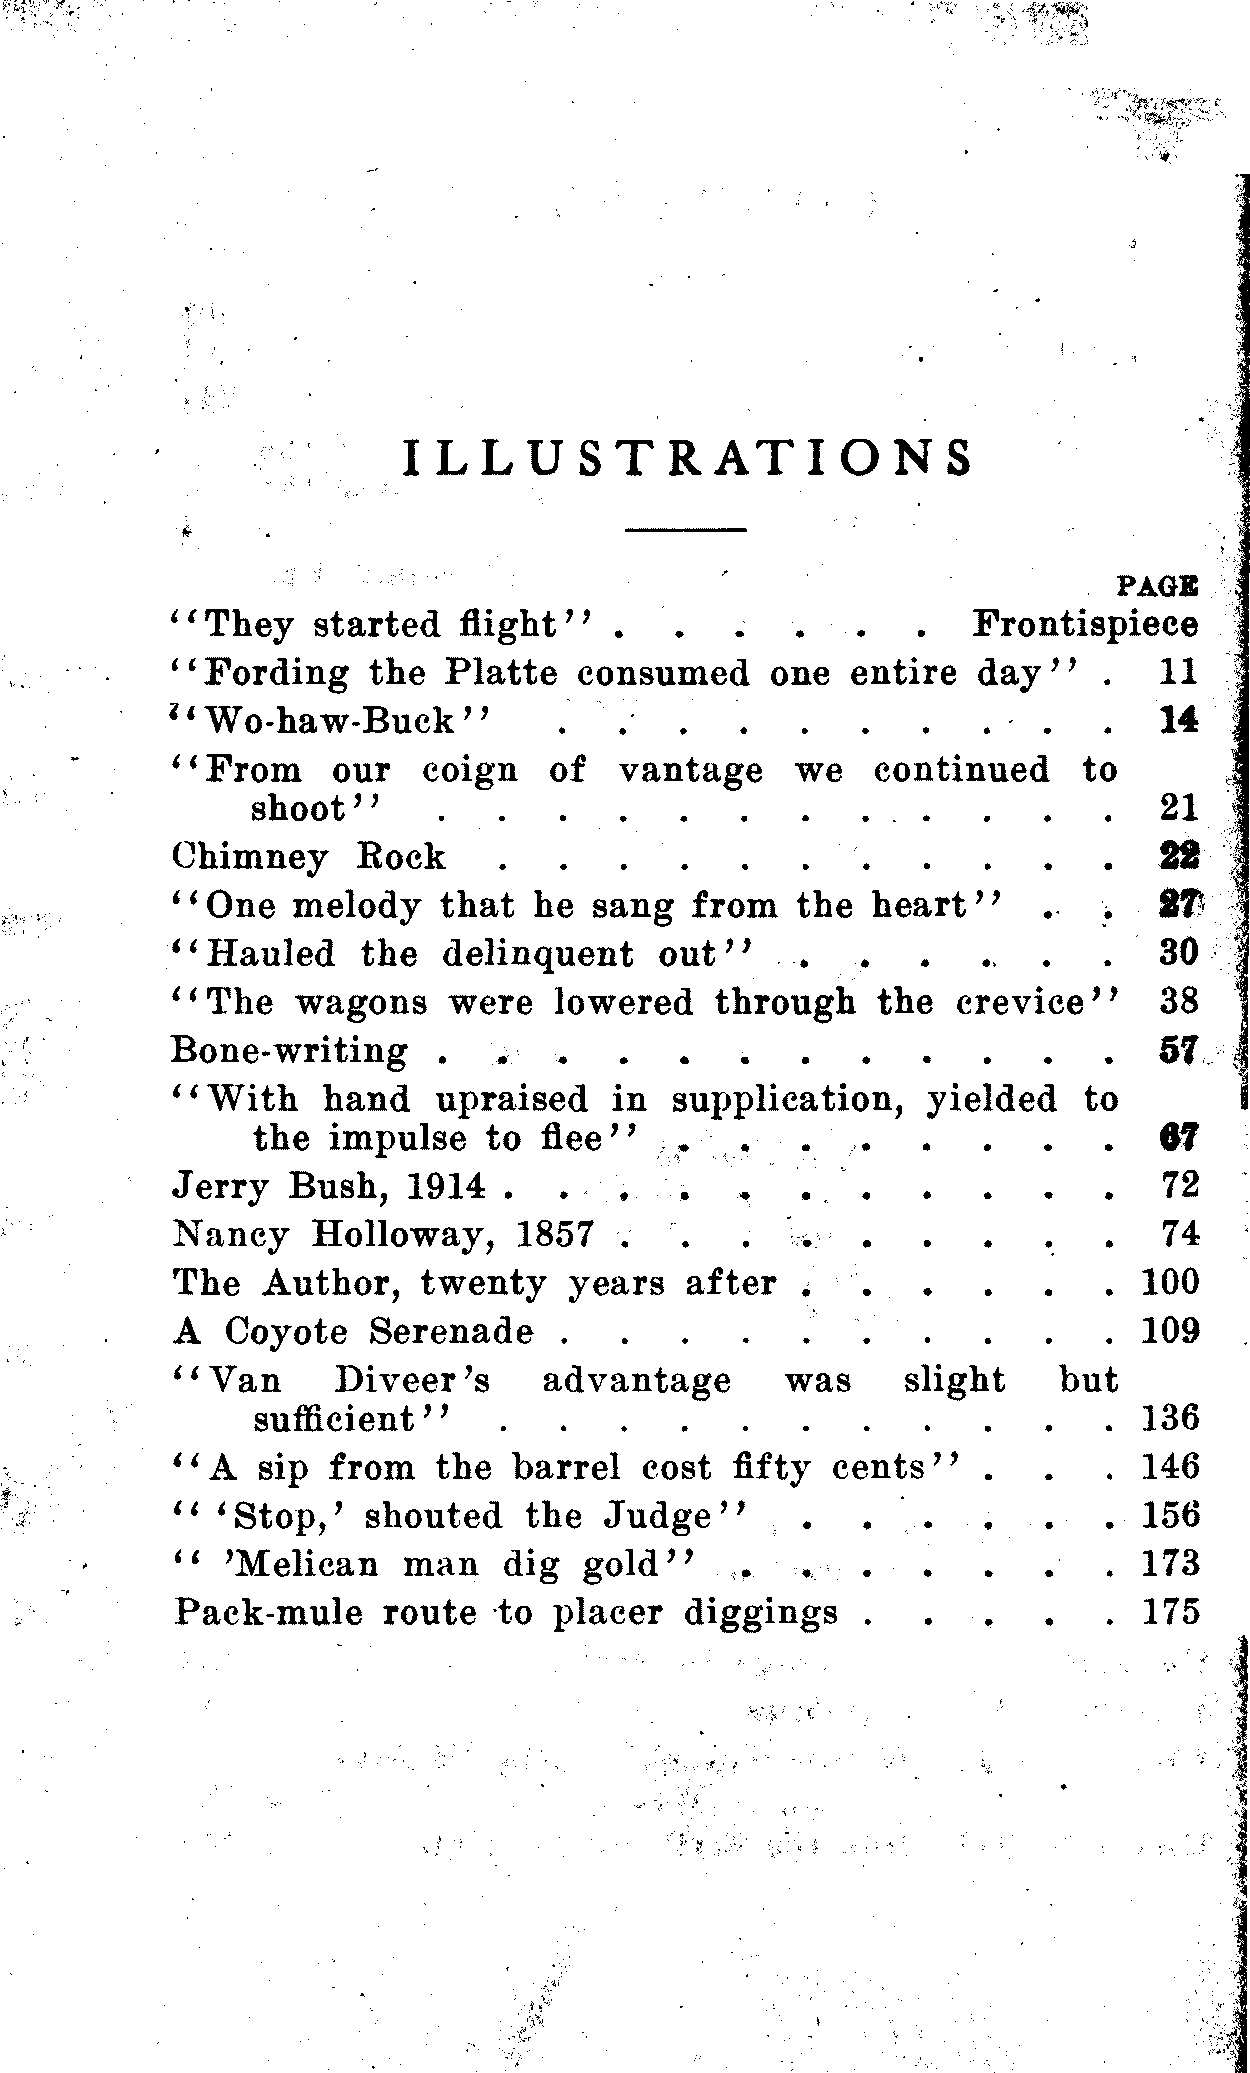 ILLUSTRATIONS
PAGE
"They started flight" . . . . . . Frontispiece
"Fording the Platte consumed one entire day" . 11
"Wo-haw-Buck" . . . . . . . . . . 14
"From our coign of vantage we continued to
shoot" . . . . . . . . . . . . 21
Chimney Rock . . . . . . . . . . . 22
"One melody that he sang from the heart" . . 27
"Hauled the delinquent out" . . . . . . 30
"The wagons were lowered through the crevice" 38
Bone-writing . . . . . . . . . . . . 57
"With hand upraised in supplication, yielded to
the impulse to flee" . . . . . . . . 67
Jerry Bush, 1914 . . . . . . . . . . . 72
Nancy Holloway, 1857 . . . . . . . . . 74
The Author, twenty years after . . . . . . 100
A Coyote Serenade . . . . . . . . . . 109
"Van Diveer's advantage was slight but
sufficient" . . . . . . . . . . . 136
"A sip from the barrel cost fifty cents" . . . 146
" 'Stop,' shouted the Judge" . . . . . . 156
" 'Melican man dig gold" . . . . . . . 173
Pack-mule route to placer diggings . . . . . 175